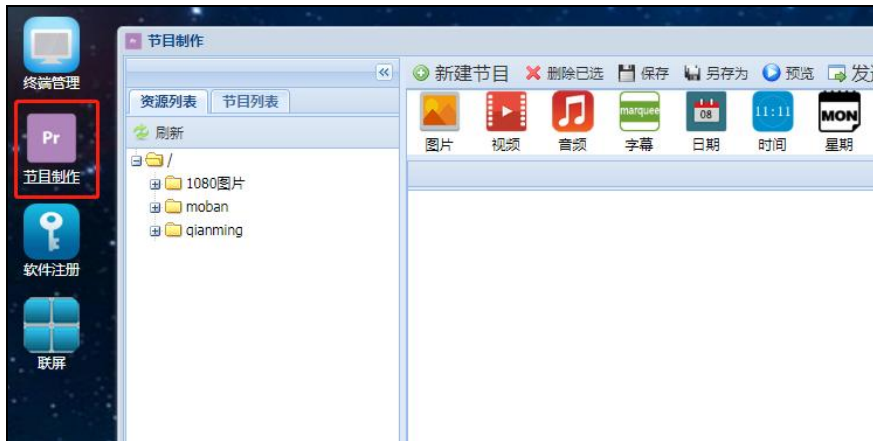 终端管理
Pr
节目制作
软件注册
联屏
节目制作
资源列表 节目列表
刷新
/
1080图片
moban
qianming
新建节目 删除已选 保存 另存为 预览 发
marquee 08 11:11 MON
图片 视频 音频 字幕 日期 时间 星期